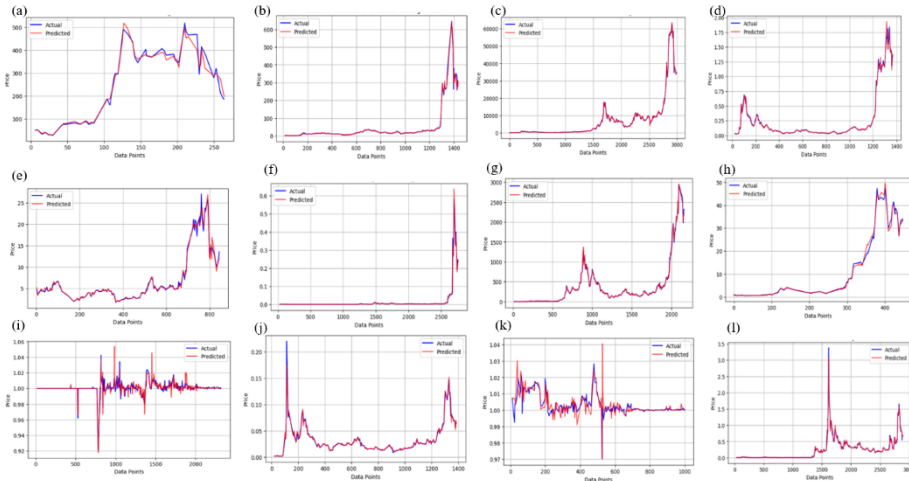 (a)
Actual
Predicted
500
400
300
200
100
Price
0
50
100
150
200
250
Data Points
(b)
Actual
Predicted
600
500
400
300
200
100
0
Price
0
200
400
600
800
1000
1200
1400
Data Points
(c)
Actual
Predicted
60000
50000
40000
30000
20000
10000
0
Price
0
500
1000
1500
2000
2500
3000
Data Points
(d)
Actual
Predicted
2.00
1.75
1.50
1.25
1.00
0.75
0.50
0.25
0.00
Price
0
200
400
600
800
1000
1200
1400
Data Points
(e)
Actual
Predicted
25
20
15
10
5
Price
0
200
400
600
800
Data Points
(f)
Actual
Predicted
0.6
0.5
0.4
0.3
0.2
0.1
0.0
Price
0
500
1000
1500
2000
2500
Data Points
(g)
Actual
Predicted
3000
2500
2000
1500
1000
500
0
Price
0
500
1000
1500
2000
Data Points
(h)
Actual
Predicted
50
40
30
20
10
0
Price
0
100
200
300
400
Data Points
(i)
Actual
Predicted
1.06
1.04
1.02
1.00
0.98
0.96
0.94
0.92
Price
0
500
1000
1500
2000
Data Points
(j)
Actual
Predicted
0.20
0.15
0.10
0.05
0.00
Price
0
200
400
600
800
1000
1200
1400
Data Points
(k)
Actual
Predicted
1.04
1.03
1.02
1.01
1.00
0.99
0.98
0.97
Price
0
200
400
600
800
1000
Data Points
(l)
Actual
Predicted
3.5
3.0
2.5
2.0
1.5
1.0
0.5
0.0
Price
0
500
1000
1500
2000
2500
Data Points